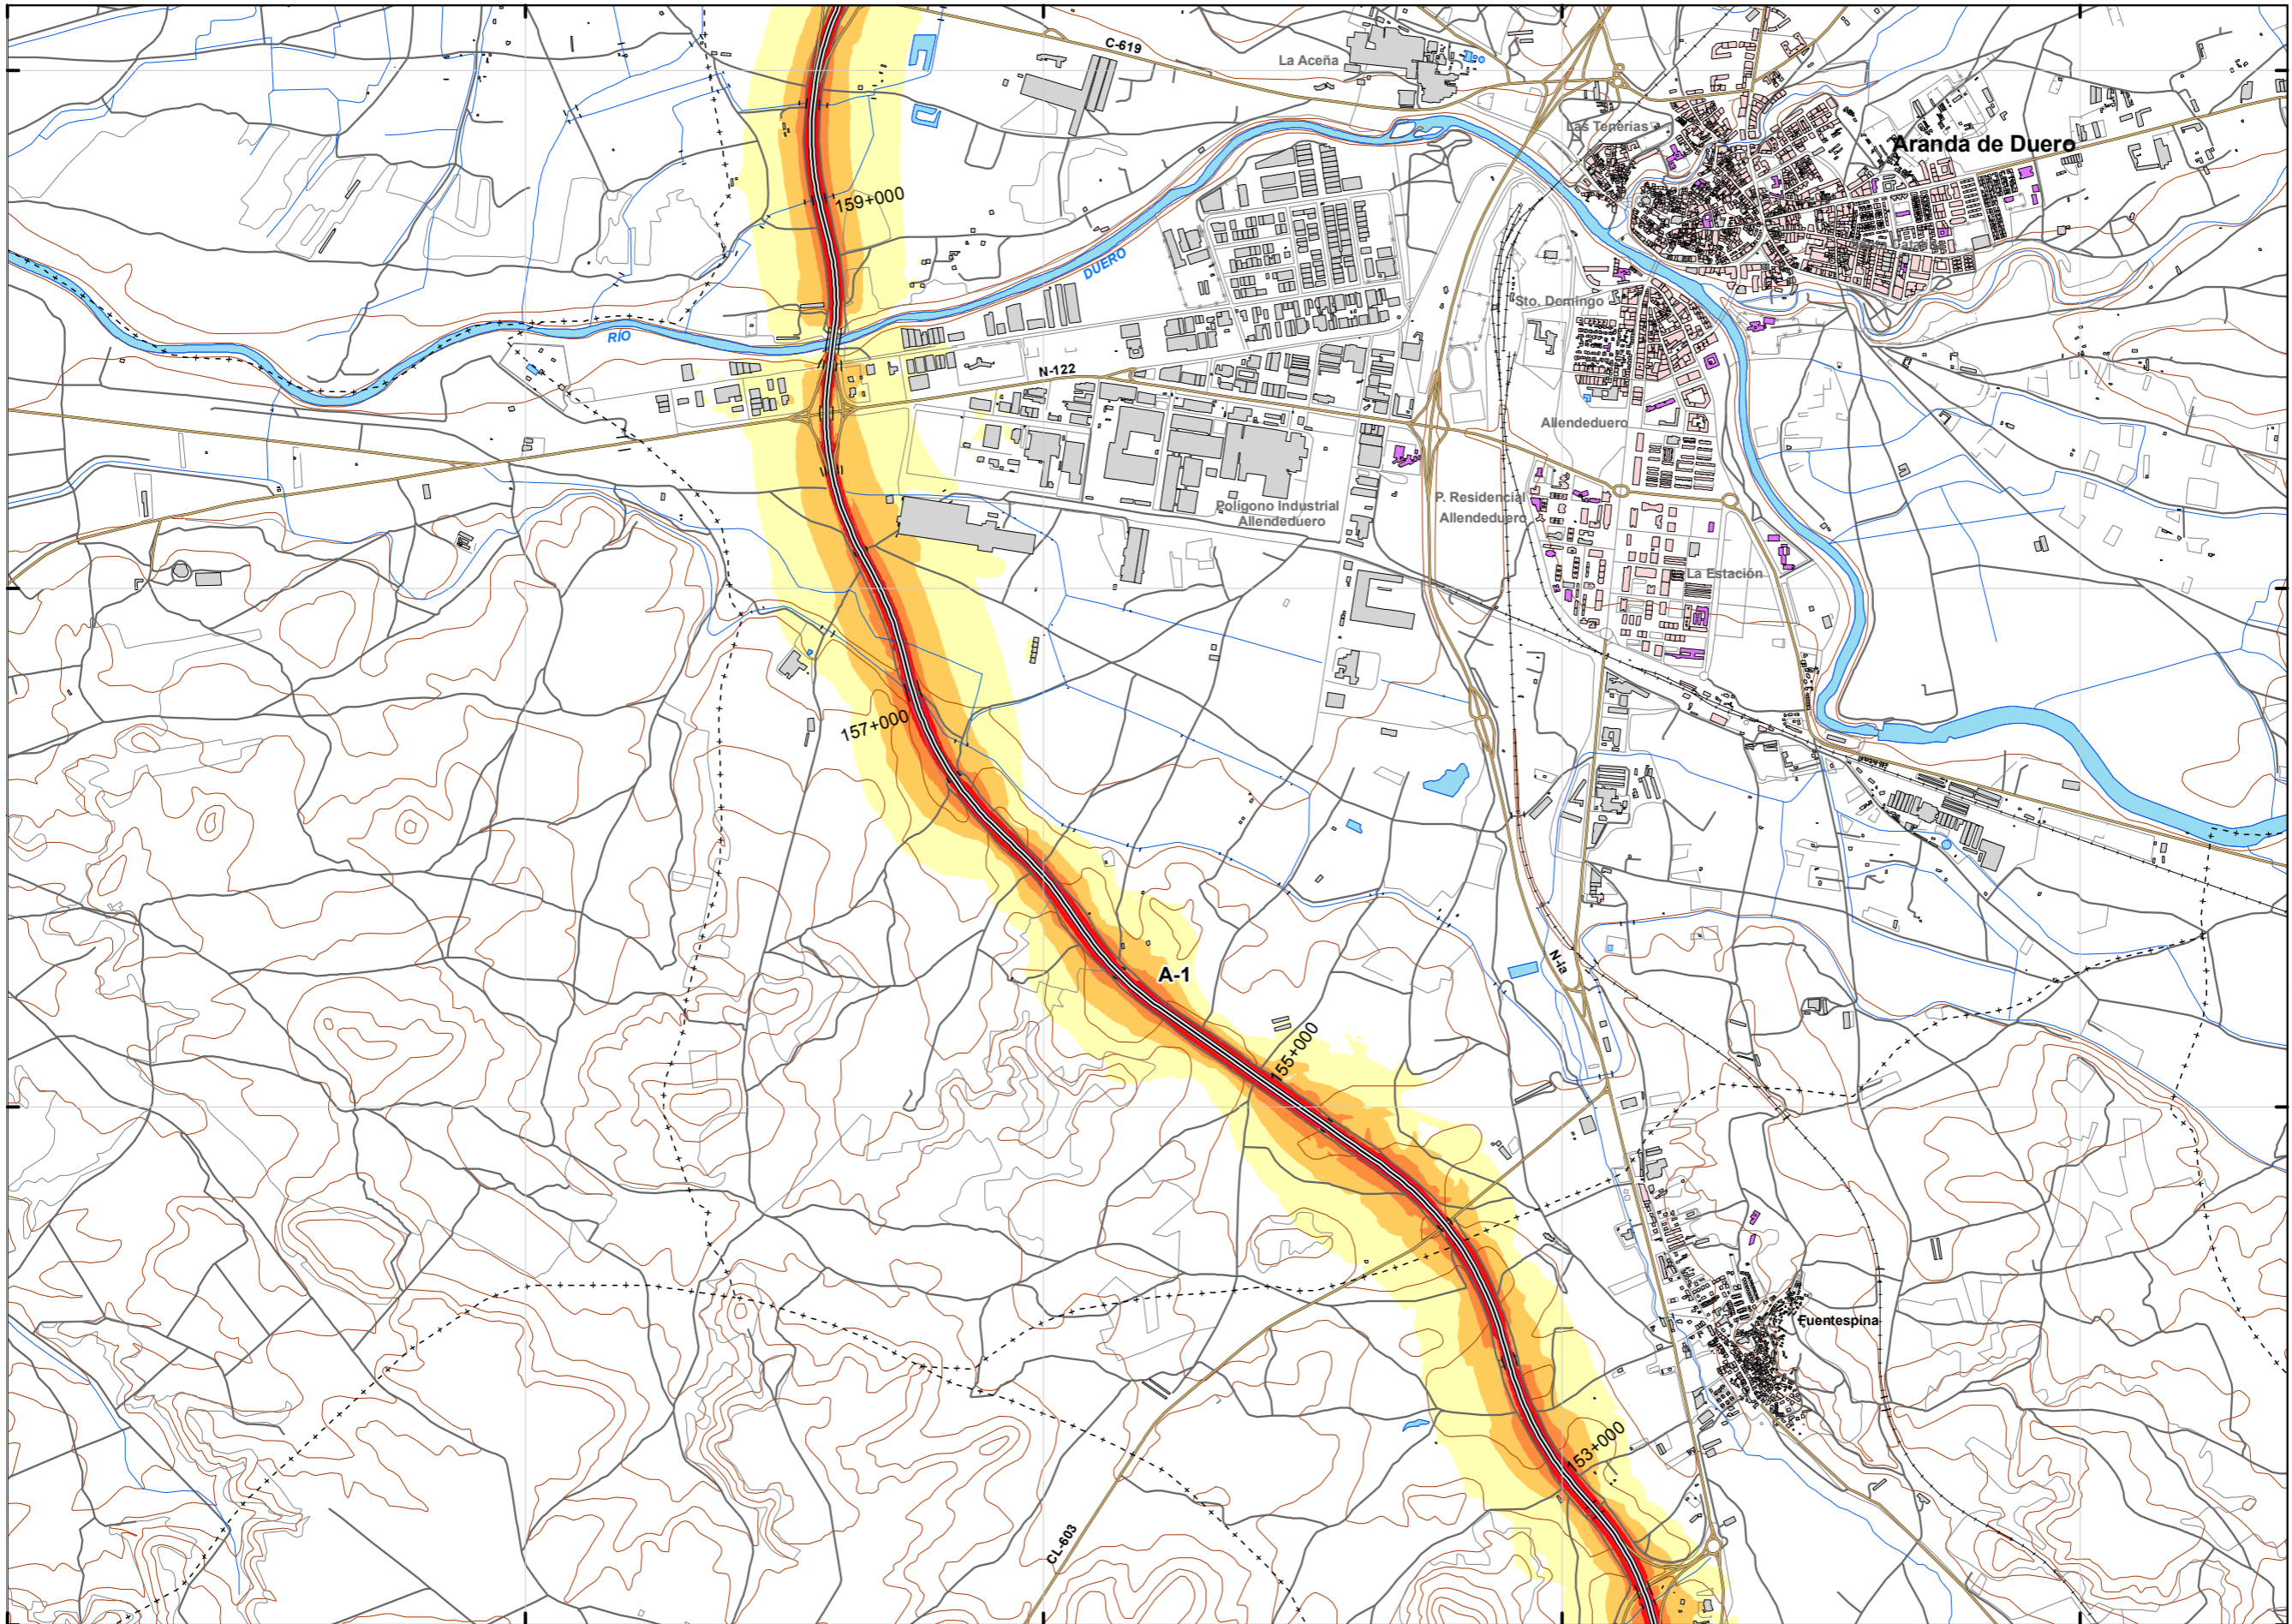 C-619
La Aceña
Las Tenerías
Aranda de Duero
159+000
DUERO
Sto. Domingo
RIO
N-122
Allendeduero
P. Residencial
Allendeduero
Polígono Industrial
Allendeduero
La Estación
157+000
A-1
N-Ia
155+000
Fuentespina
153+000
CL-603